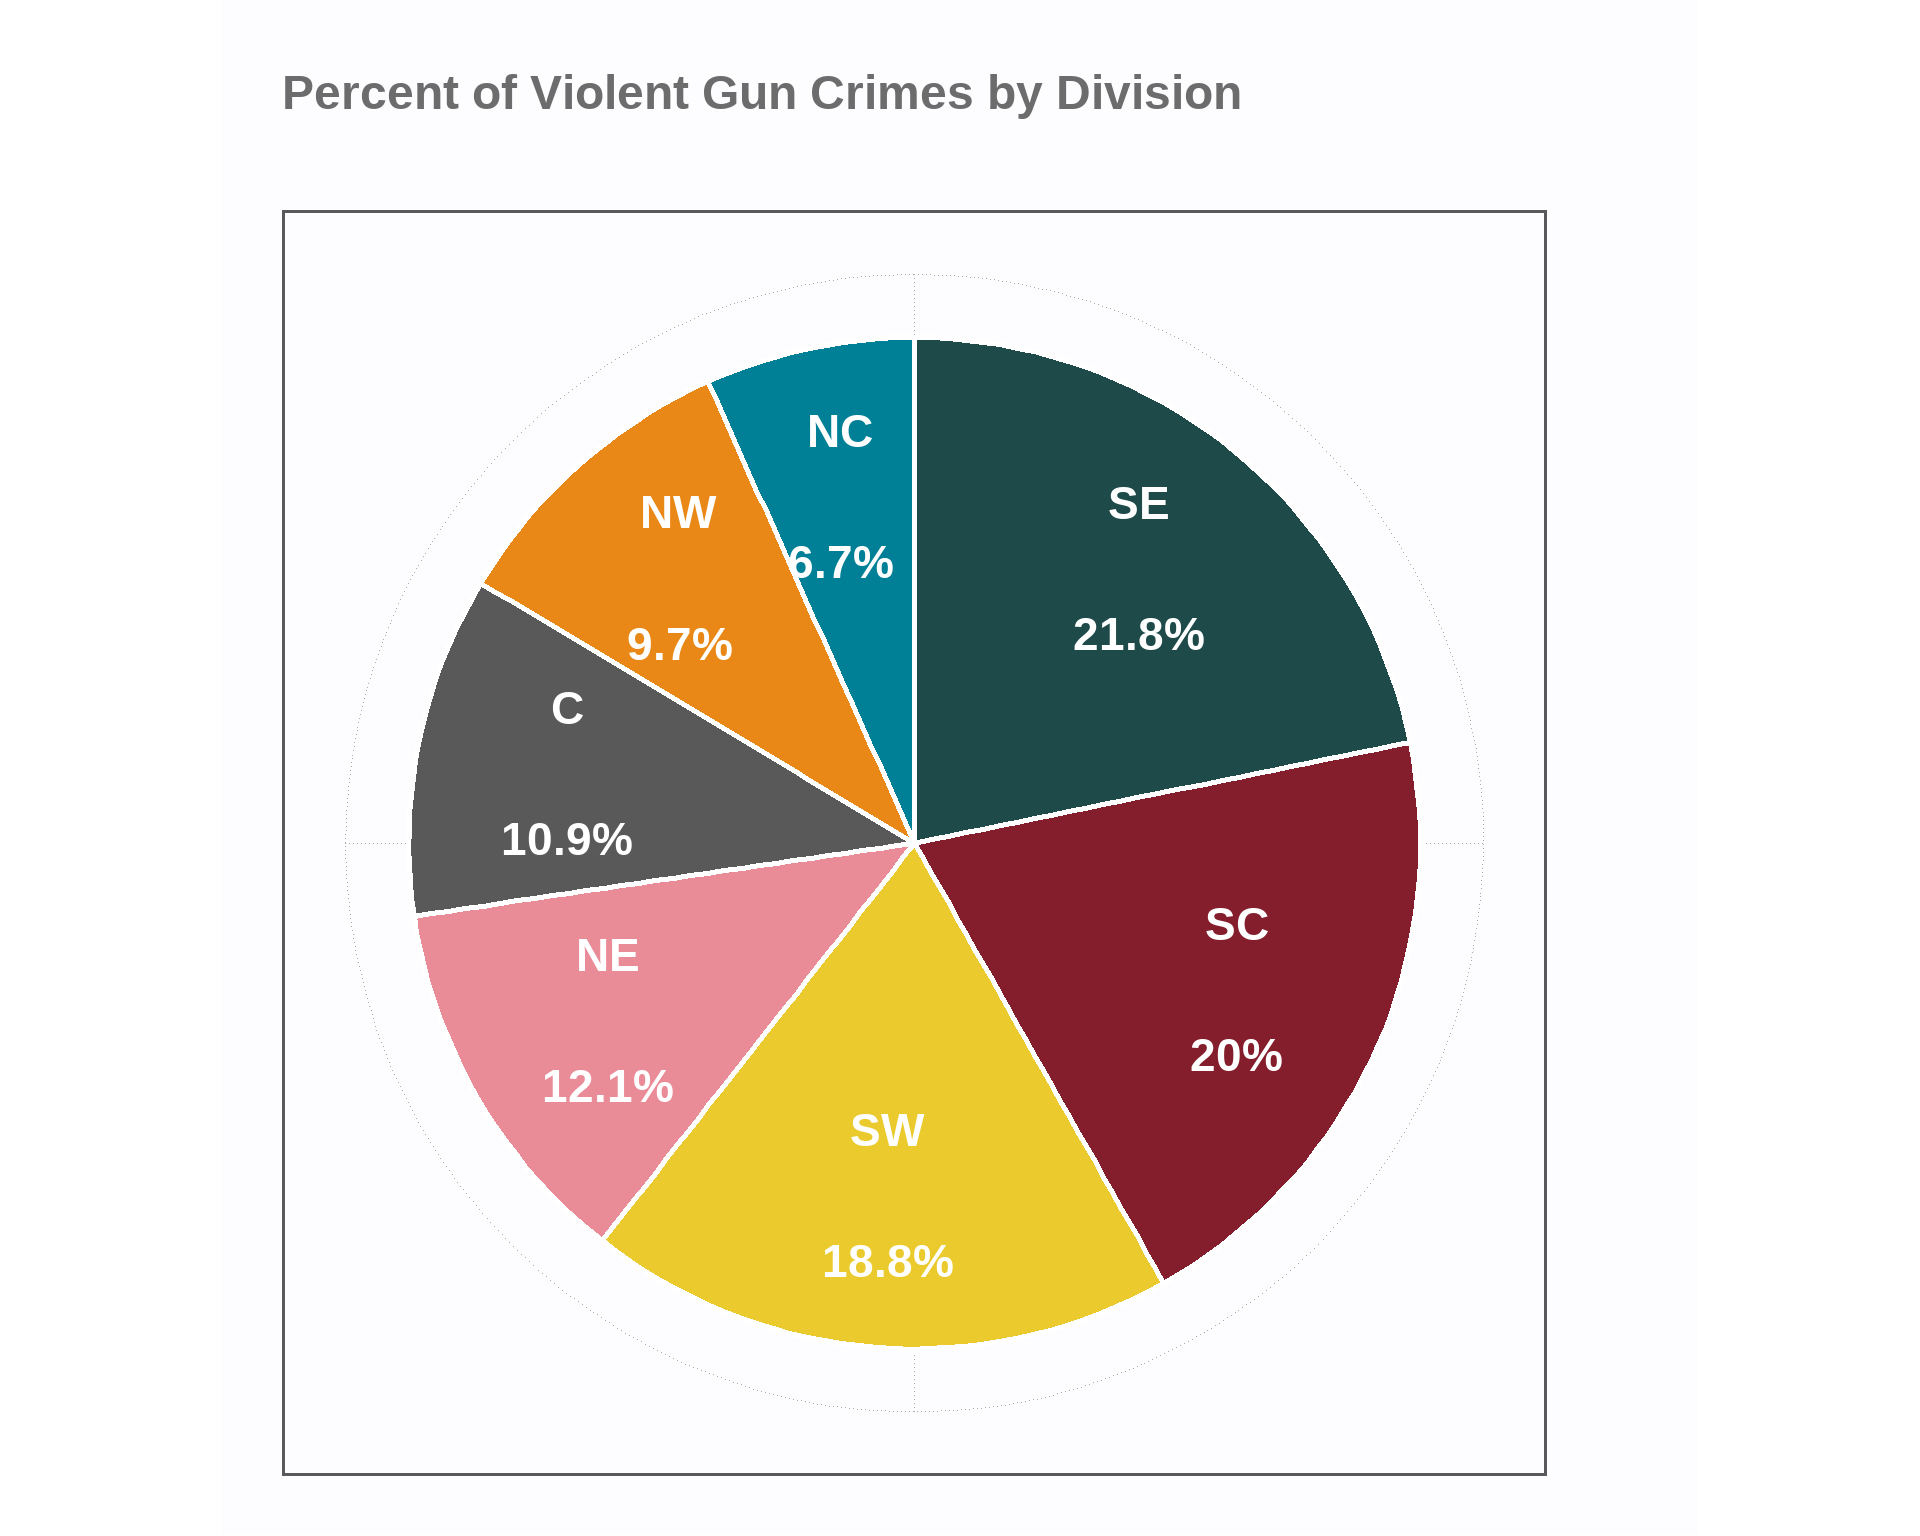 Percent of Violent Gun Crimes by Division
NC
6.7%
SE
21.8%
NW
9.7%
C
10.9%
SC
20%
NE
12.1%
SW
18.8%